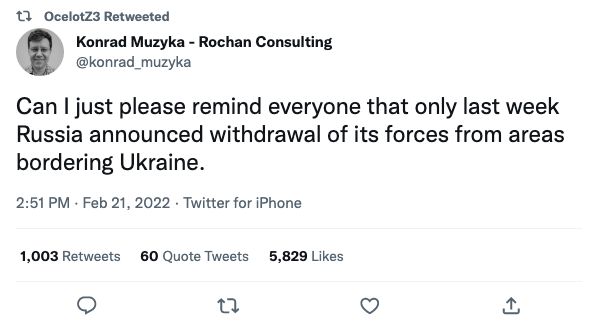 OcelotZ3 Retweeted
Konrad Muzyka - Rochan Consulting
@konrad_muzyka
Can I just please remind everyone that only last week
Russia announced withdrawal of its forces from areas
bordering Ukraine.
2:51 PM · Feb 21, 2022 · Twitter for iPhone
1,003 Retweets 60 Quote Tweets 5,829 Likes